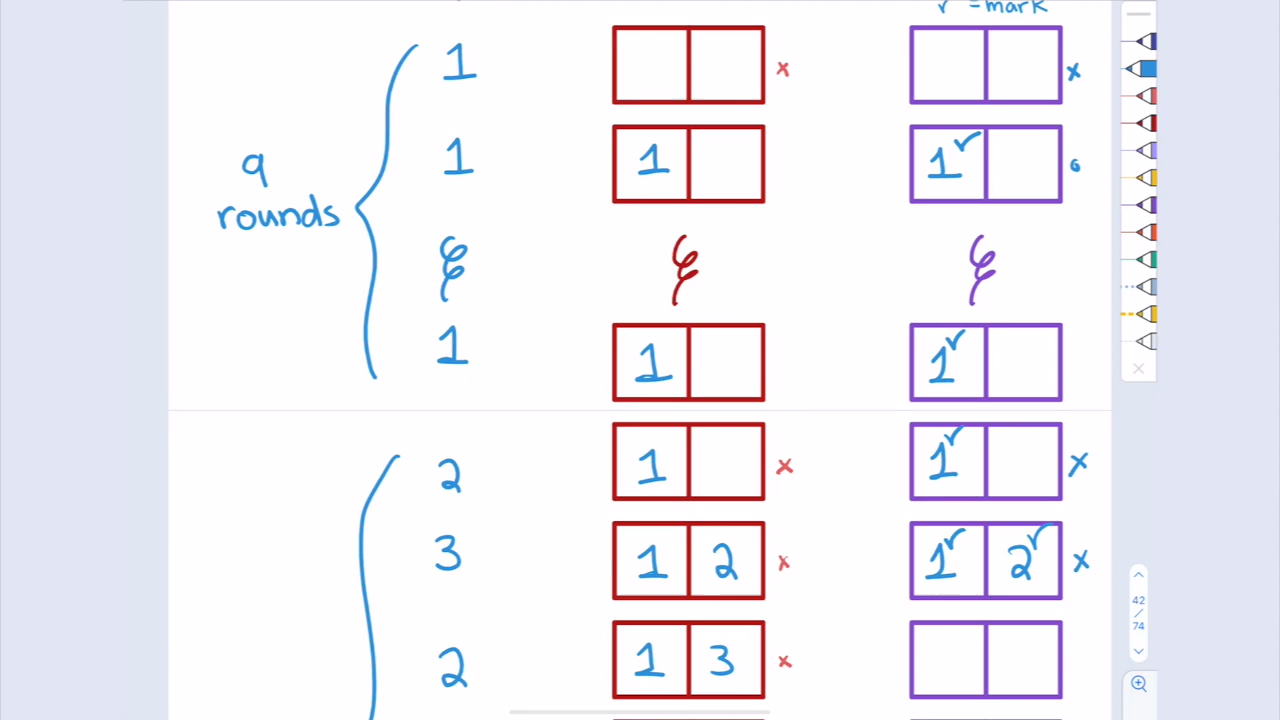 ✓ = mark
1 x x
9
rounds
1 1 1✓
1 1 1✓
2 1 x 1✓ x
3 1 2 x 1✓ 2✓ x
2 1 3 x
42
/
74